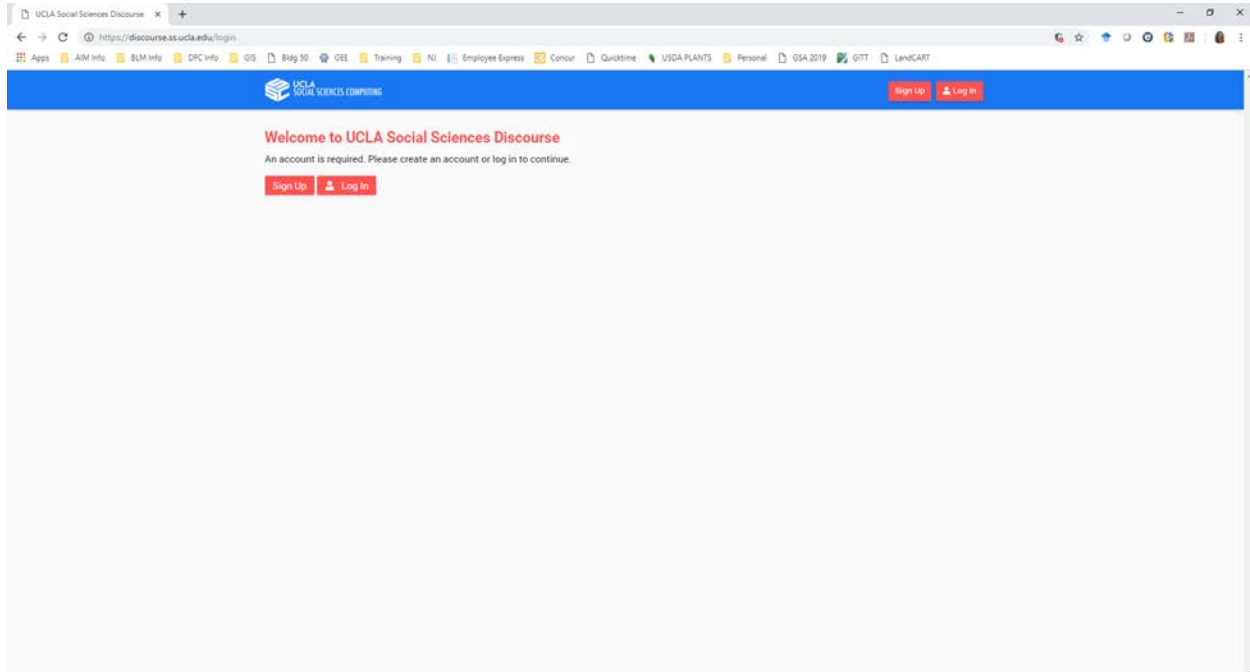 UCLA Social Sciences Discourse
https://discourse.ss.ucla.edu/login
Apps AIM Info BLM Info DFC Info GIS Bldg 50 GEE Training NJ Employee Express Concur Quicktime USDA PLANTS Personal GSA 2019 GITT LandCART
UCLA
SOCIAL SCIENCES COMPUTING
Sign Up Log In
Welcome to UCLA Social Sciences Discourse
An account is required. Please create an account or log in to continue.
Sign Up Log In